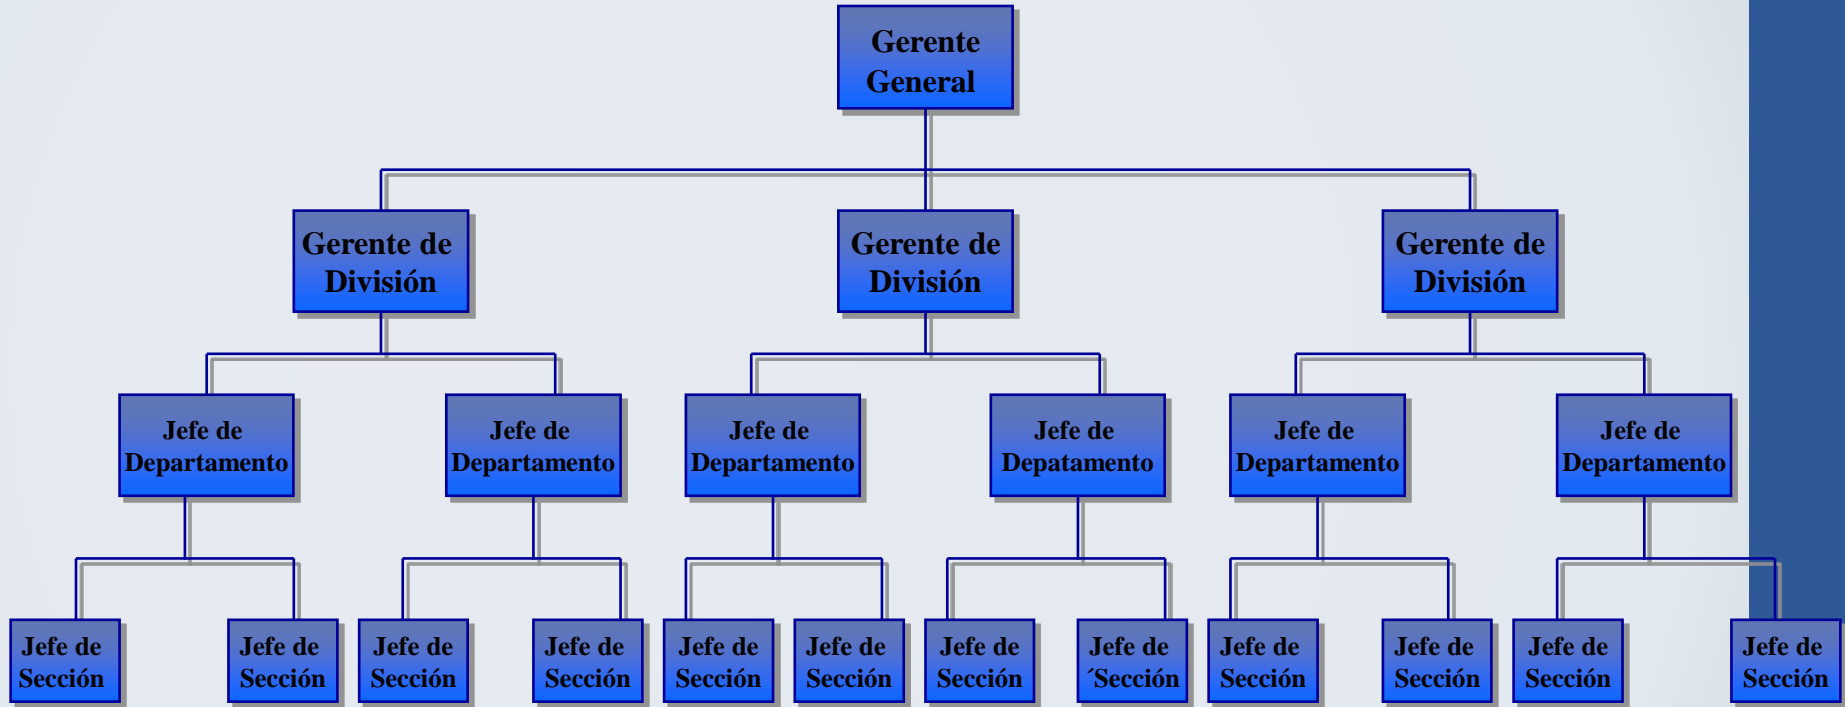 Gerente
General
Gerente de
División
Gerente de
División
Gerente de
División
Jefe de
Departamento
Jefe de
Departamento
Jefe de
Departamento
Jefe de
Depatamento
Jefe de
Departamento
Jefe de
Departamento
Jefe de
Sección
Jefe de
Sección
Jefe de
Sección
Jefe de
Sección
Jefe de
Sección
Jefe de
Sección
Jefe de
Sección
Jefe de
´Sección
Jefe de
Sección
Jefe de
Sección
Jefe de
Sección
Jefe de
Sección